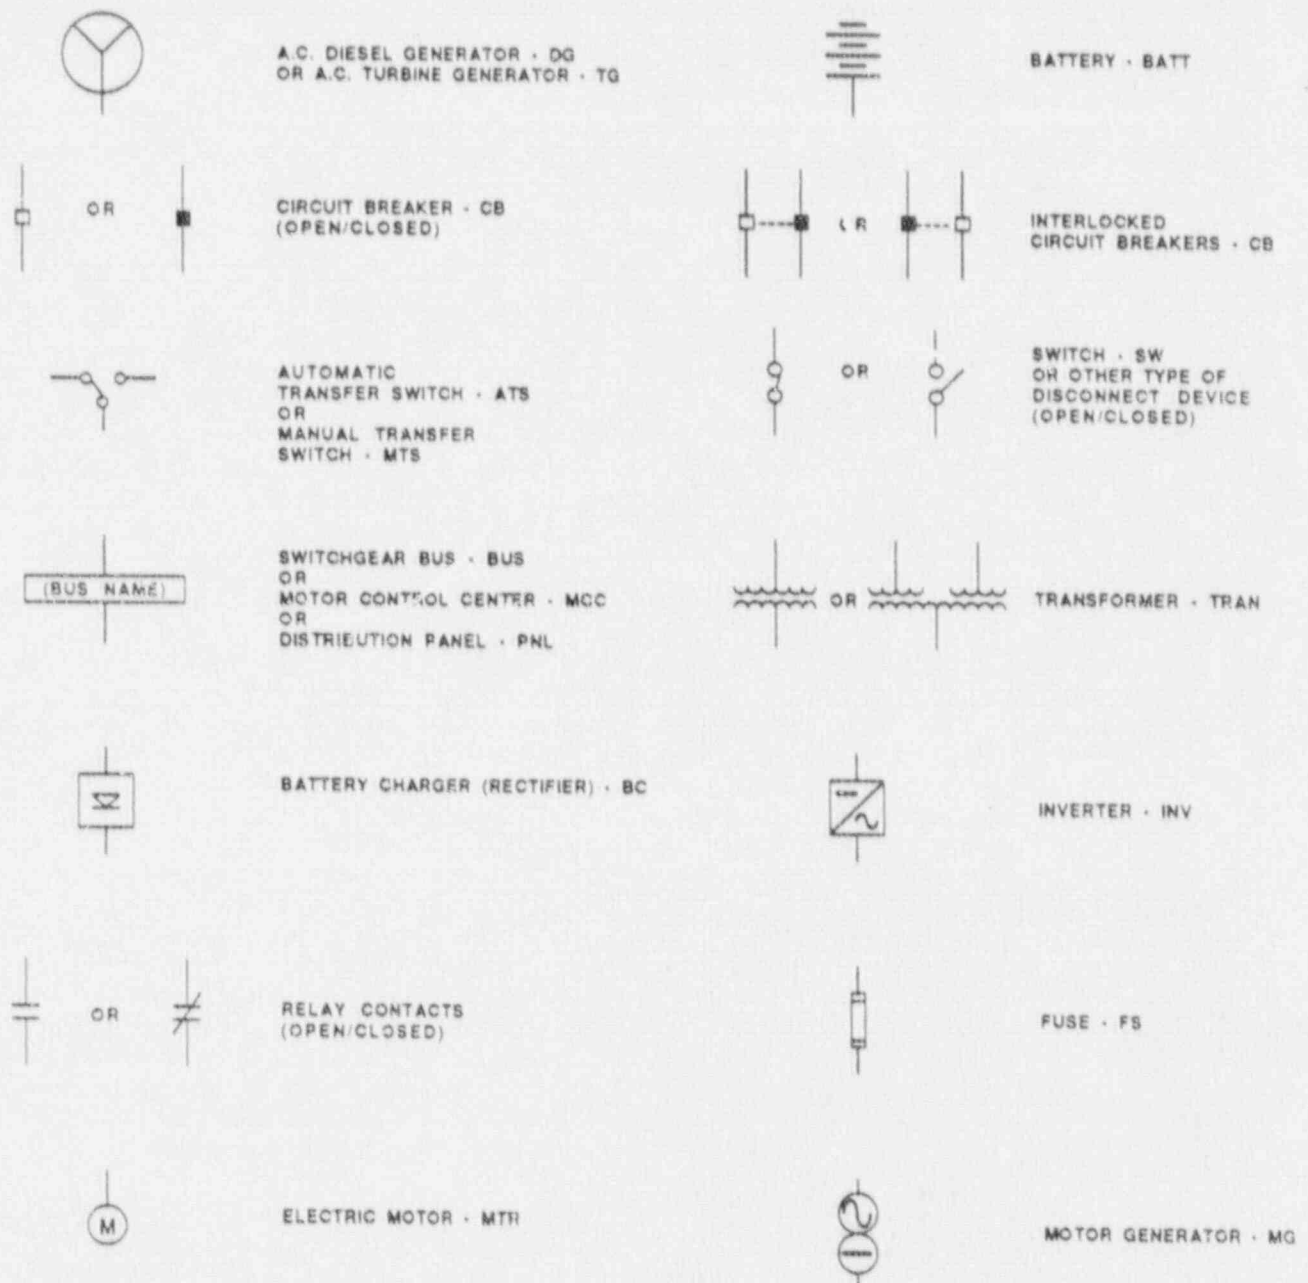 A.C. DIESEL GENERATOR - DG
OR A.C. TURBINE GENERATOR - TG
BATTERY - BATT
OR
CIRCUIT BREAKER - CB
(OPEN/CLOSED)
OR
INTERLOCKED
CIRCUIT BREAKERS - CB
AUTOMATIC
TRANSFER SWITCH - ATS
OR
MANUAL TRANSFER
SWITCH - MTS
OR
SWITCH - SW
OR OTHER TYPE OF
DISCONNECT DEVICE
(OPEN/CLOSED)
(BUS NAME)
SWITCHGEAR BUS - BUS
OR
MOTOR CONTROL CENTER - MCC
OR
DISTRIBUTION PANEL - PNL
OR
TRANSFORMER - TRAN
BATTERY CHARGER (RECTIFIER) - BC
INVERTER - INV
OR
RELAY CONTACTS
(OPEN/CLOSED)
FUSE - FS
M
ELECTRIC MOTOR - MTR
MOTOR GENERATOR - MG